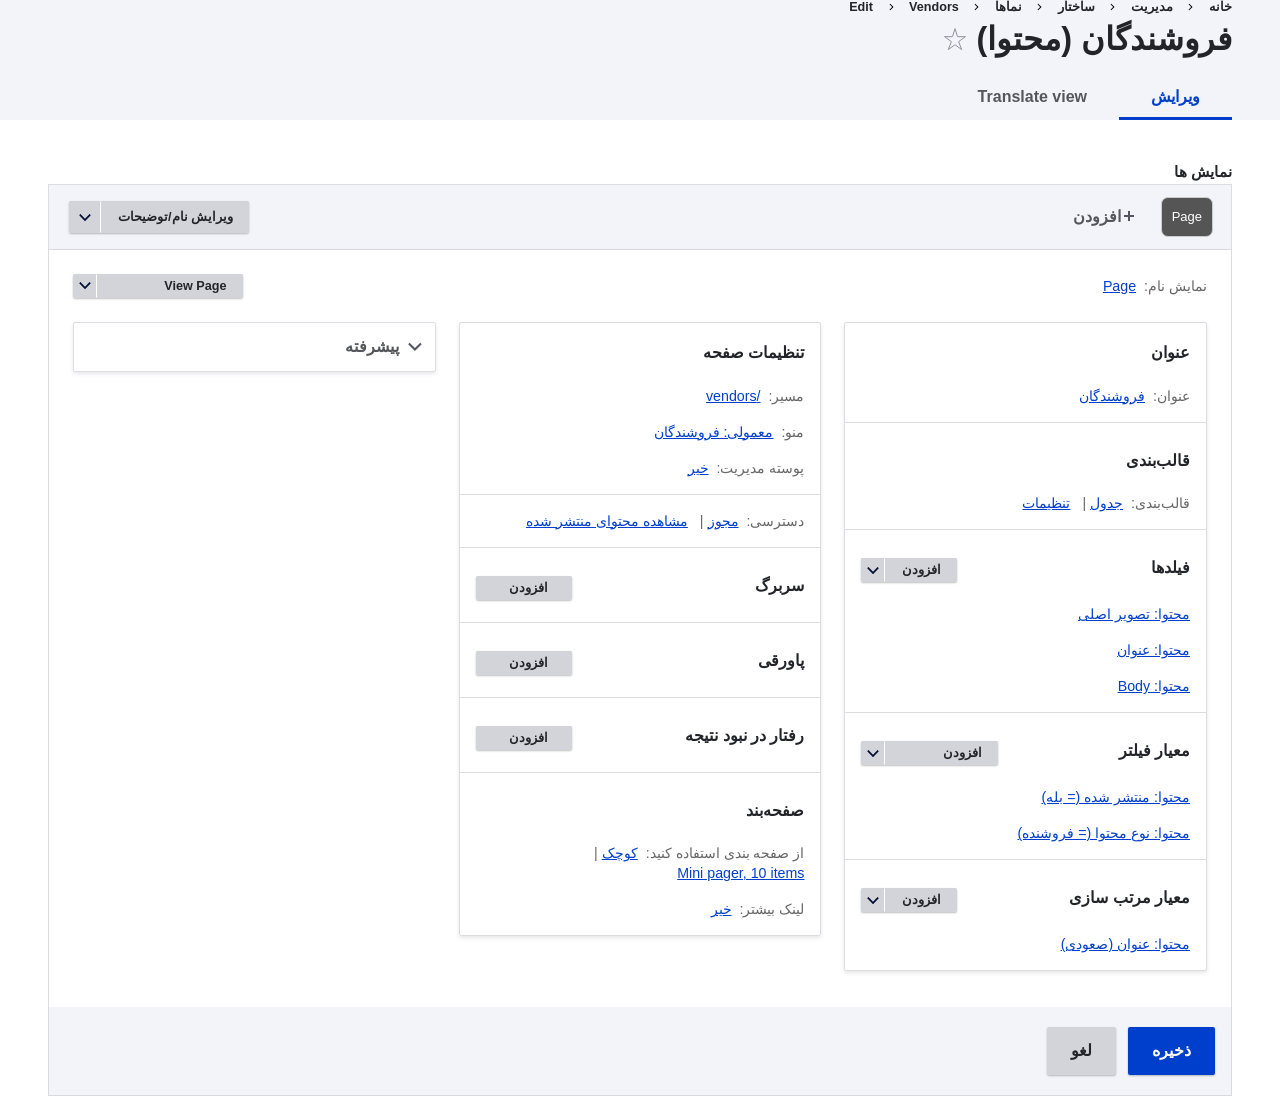 خانه
مدیریت
ساختار
نماها
Vendors
Edit
فروشندگان (محتوا)
ویرایش
Translate view
نمایش ها
Page
افزودن
ویرایش نام/توضیحات
نمایش نام: Page
View Page
عنوان
عنوان: فروشندگان
قالب‌بندی
قالب‌بندی: جدول | تنظیمات
فیلدها
افزودن
محتوا: تصویر اصلی
محتوا: عنوان
محتوا: Body
معیار فیلتر
افزودن
محتوا: منتشر شده (= بله)
محتوا: نوع محتوا (= فروشنده)
معیار مرتب سازی
افزودن
محتوا: عنوان (صعودی)
تنظیمات صفحه
مسیر: /vendors
منو: معمولی: فروشندگان
پوسته مدیریت: خیر
دسترسی: مجوز | مشاهده محتوای منتشر شده
سربرگ
افزودن
پاورقی
افزودن
رفتار در نبود نتیجه
افزودن
صفحه‌بند
از صفحه بندی استفاده کنید: کوچک |
Mini pager, 10 items
لینک بیشتر: خیر
پیشرفته
ذخیره
لغو